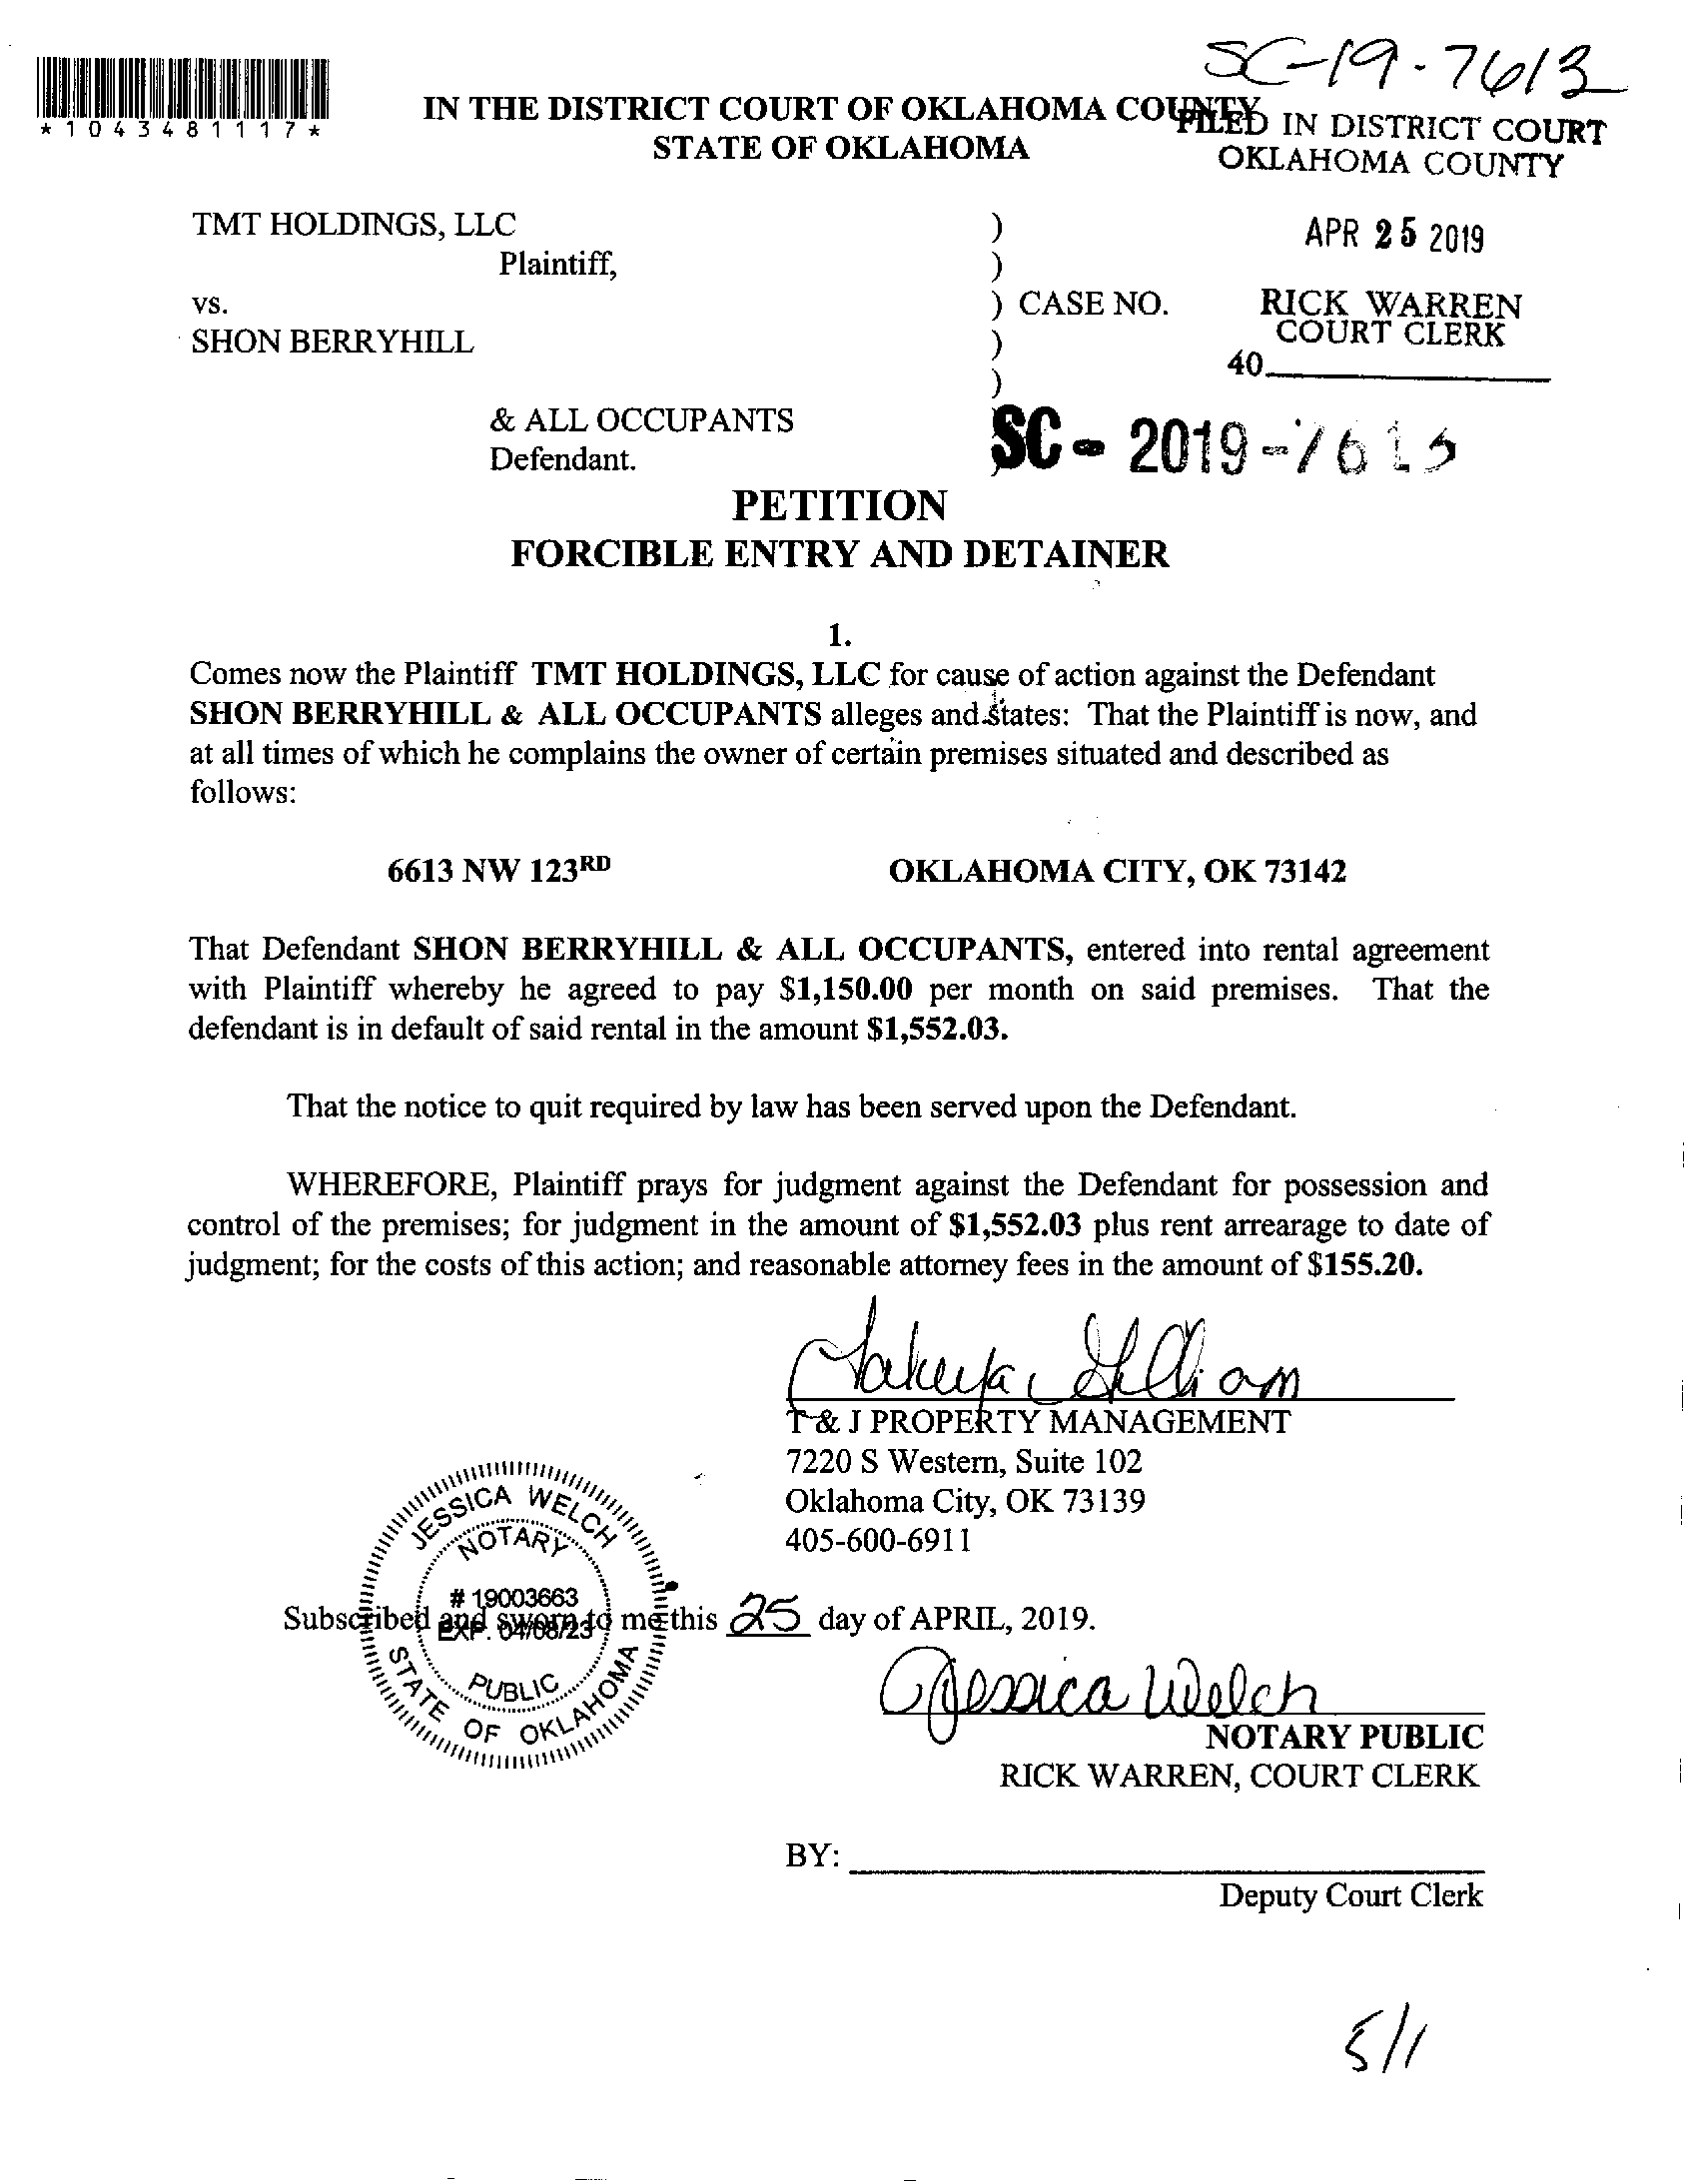 SC-19-7613
*1043481117*
IN THE DISTRICT COURT OF OKLAHOMA COUNTY
STATE OF OKLAHOMA
FILED IN DISTRICT COURT
OKLAHOMA COUNTY
TMT HOLDINGS, LLC )
Plaintiff, )
APR 25 2019
vs. ) CASE NO.
SHON BERRYHILL )
)
RICK WARREN
COURT CLERK
40
& ALL OCCUPANTS
Defendant. )
SC - 2019 - 7613
PETITION
FORCIBLE ENTRY AND DETAINER
1.
Comes now the Plaintiff TMT HOLDINGS, LLC for cause of action against the Defendant
SHON BERRYHILL & ALL OCCUPANTS alleges and states: That the Plaintiff is now, and
at all times of which he complains the owner of certain premises situated and described as
follows:
6613 NW 123RD OKLAHOMA CITY, OK 73142
That Defendant SHON BERRYHILL & ALL OCCUPANTS, entered into rental agreement
with Plaintiff whereby he agreed to pay $1,150.00 per month on said premises. That the
defendant is in default of said rental in the amount $1,552.03.
That the notice to quit required by law has been served upon the Defendant.
WHEREFORE, Plaintiff prays for judgment against the Defendant for possession and
control of the premises; for judgment in the amount of $1,552.03 plus rent arrearage to date of
judgment; for the costs of this action; and reasonable attorney fees in the amount of $155.20.
T & J PROPERTY MANAGEMENT
7220 S Western, Suite 102
Oklahoma City, OK 73139
405-600-6911
JESSICA WELCH
NOTARY
# 19003663
EXP. 04/08/23
PUBLIC
STATE OF OKLAHOMA
Subscribed and sworn to me this 25 day of APRIL, 2019.
Jessica Welch
NOTARY PUBLIC
RICK WARREN, COURT CLERK
BY:
Deputy Court Clerk
5/1